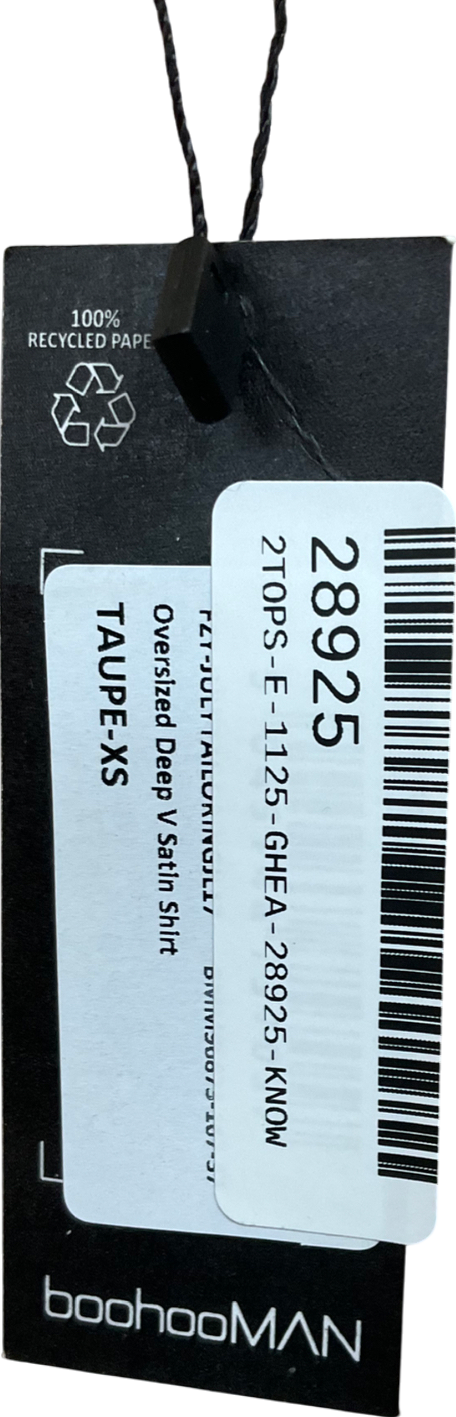 100%
RECYCLED PAPE
28925
2TOPS-E-1125-GHEA-28925-KNOW
Oversized Deep V Satin Shirt
TAUPE-XS
boohooMAN